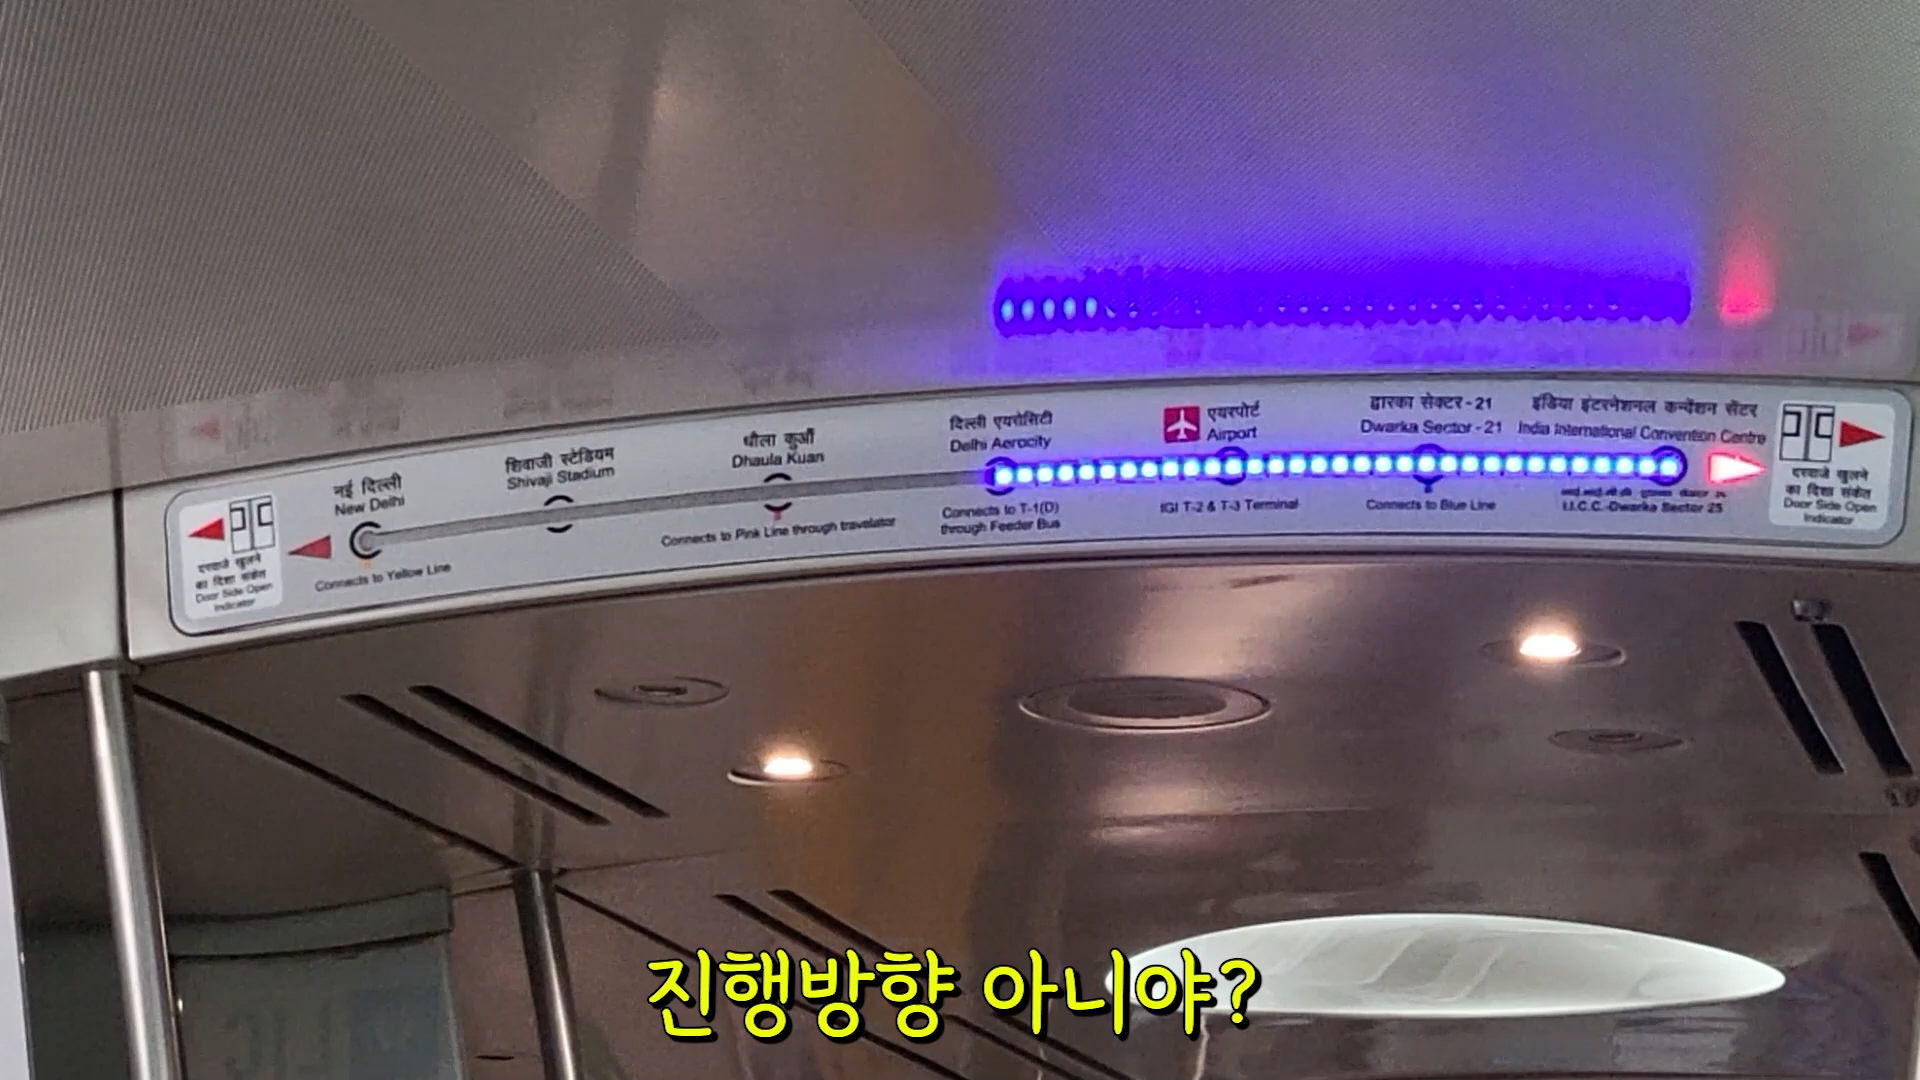 नई दिल्ली
New Delhi
Connects to Yellow Line
शिवाजी स्टेडियम
Shivaji Stadium
धौला कुआँ
Dhaula Kuan
Connects to Pink Line through travelator
दिल्ली एयरोसिटी
Delhi Aerocity
Connects to T-1(D)
through Feeder Bus
एयरपोर्ट
Airport
IGI T-2 & T-3 Terminal
द्वारका सेक्टर-21
Dwarka Sector-21
Connects to Blue Line
इंडिया इंटरनेशनल कन्वेंशन सेंटर
India International Convention Centre
I.I.C.C.-Dwarka Sector 25
दरवाजे खुलने
का दिशा संकेत
Door Side Open
Indicator
दरवाजे खुलने
का दिशा संकेत
Door Side Open
Indicator
진행방향 아니야?